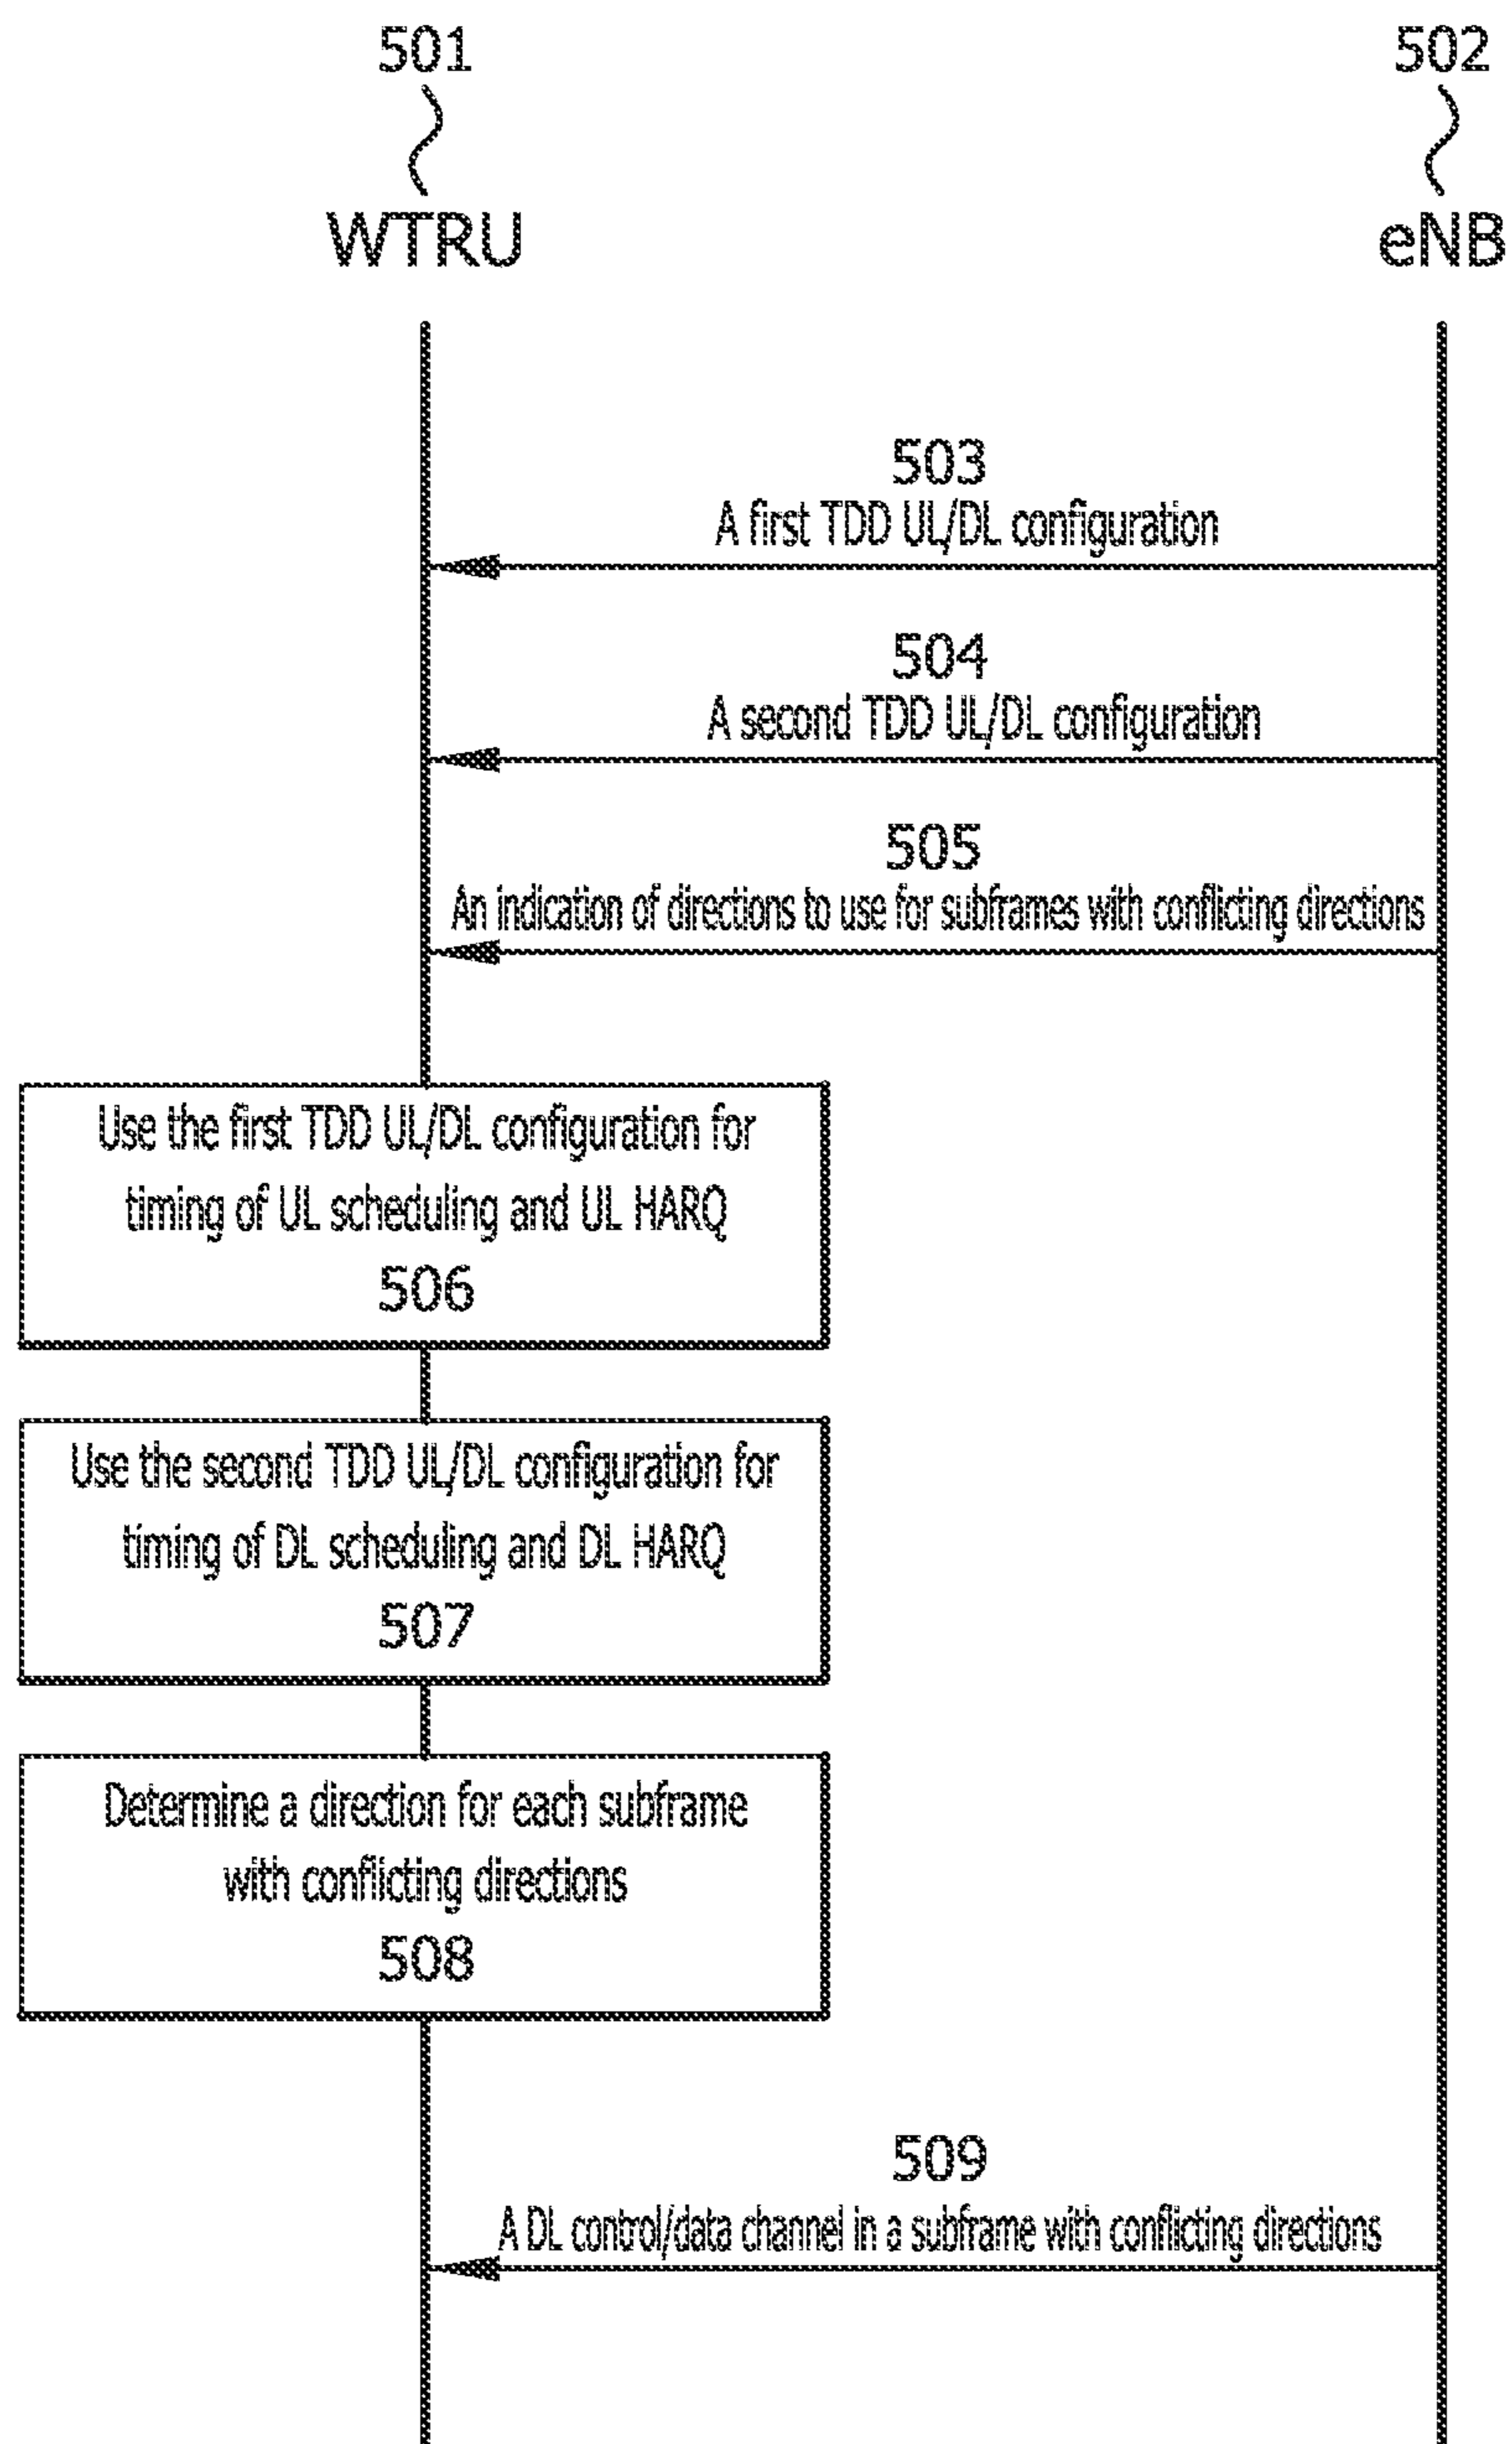 501
502
WTRU
eNB
503
A first TDD UL/DL configuration
504
A second TDD UL/DL configuration
505
An indication of directions to use for subframes with conflicting directions
Use the first TDD UL/DL configuration for
timing of UL scheduling and UL HARQ
506
Use the second TDD UL/DL configuration for
timing of DL scheduling and DL HARQ
507
Determine a direction for each subframe
with conflicting directions
508
509
A DL control/data channel in a subframe with conflicting directions